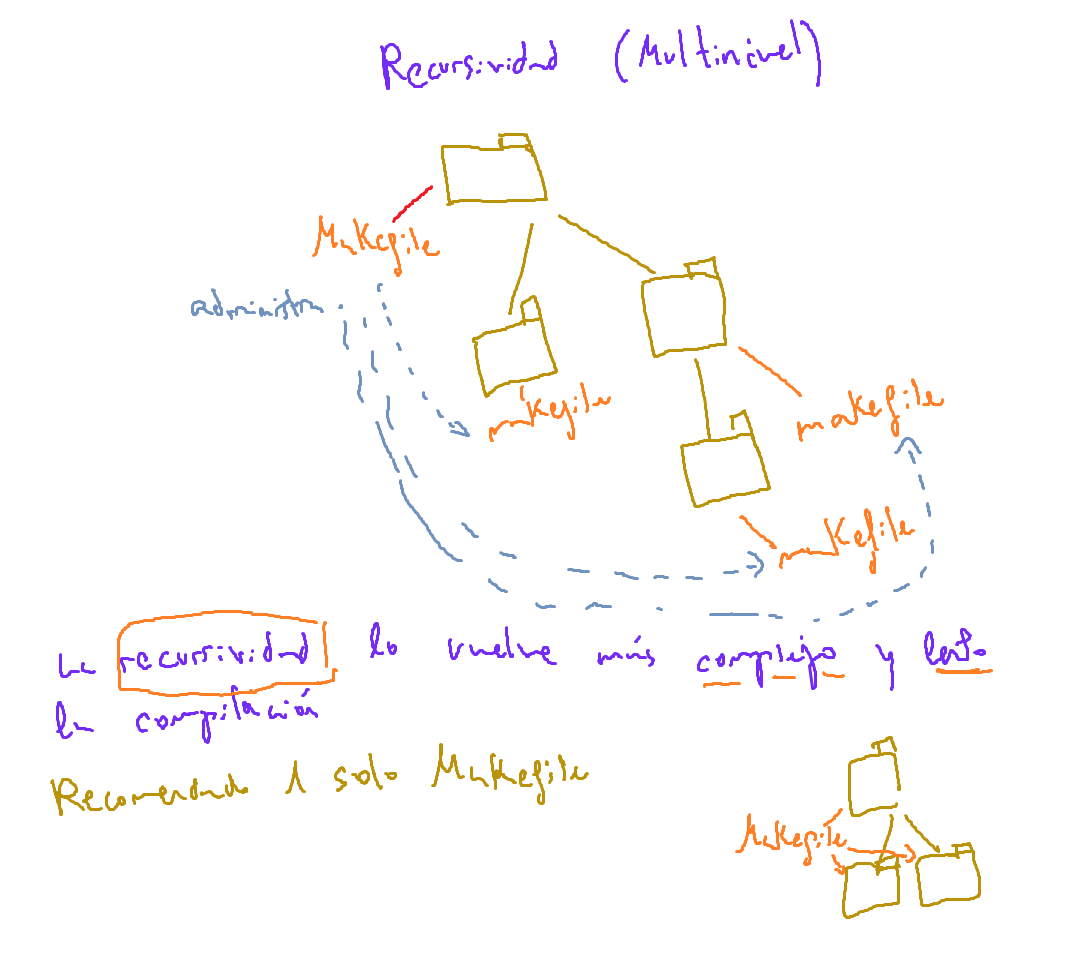 Recursividad (Multinivel)
Makefile
administra
makefile
makefile
makefile
La recursividad lo vuelve más complejo y lento
la compilación
Recomendado 1 solo Makefile
Makefile